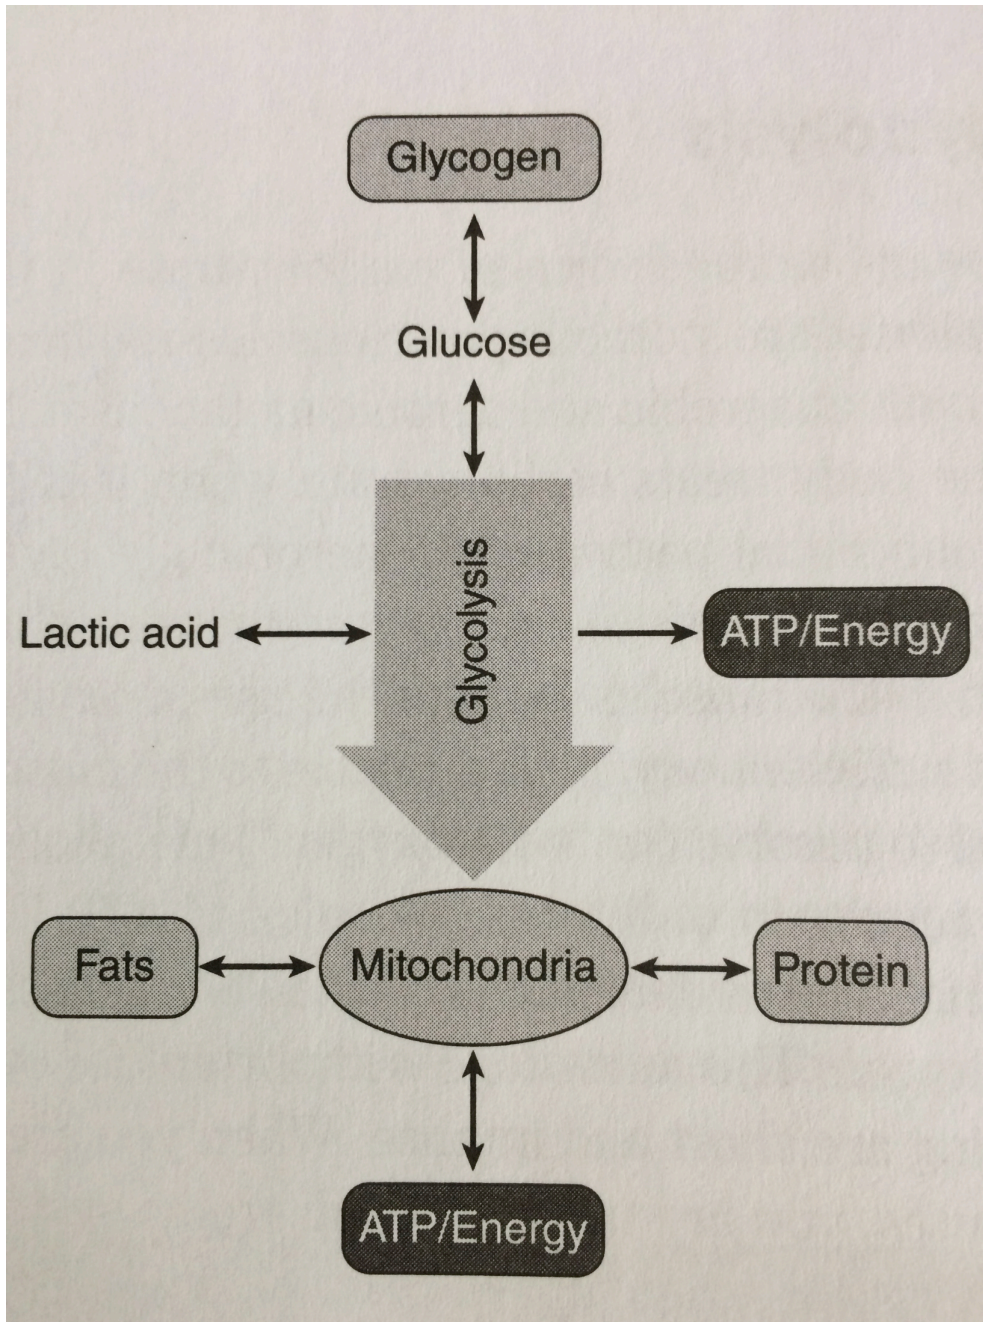 Glycogen
Glucose
Glycolysis
Lactic acid
ATP/Energy
Fats
Mitochondria
Protein
ATP/Energy